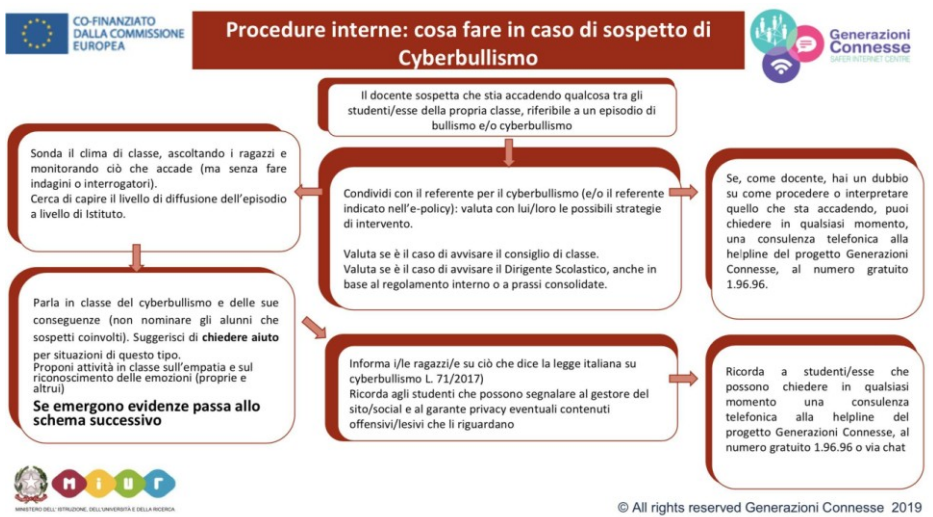 CO-FINANZIATO
DALLA COMMISSIONE
EUROPEA
Procedure interne: cosa fare in caso di sospetto di
Cyberbullismo
Generazioni
Connesse
SAFER INTERNET CENTRE
Il docente sospetta che stia accadendo qualcosa tra gli
studenti/esse della propria classe, riferibile a un episodio di
bullismo e/o cyberbullismo
Sonda il clima di classe, ascoltando i ragazzi e
monitorando ciò che accade (ma senza fare
indagini o interrogatori).
Cerca di capire il livello di diffusione dell'episodio
a livello di Istituto.
Condividi con il referente per il cyberbullismo (e/o il referente
indicato nell'e-policy): valuta con lui/loro le possibili strategie
di intervento.
Valuta se è il caso di avvisare il consiglio di classe.
Valuta se è il caso di avvisare il Dirigente Scolastico, anche in
base al regolamento interno o a prassi consolidate.
Se, come docente, hai un dubbio
su come procedere o interpretare
quello che sta accadendo, puoi
chiedere in qualsiasi momento,
una consulenza telefonica alla
helpline del progetto Generazioni
Connesse, al numero gratuito
1.96.96.
Parla in classe del cyberbullismo e delle sue
conseguenze (non nominare gli alunni che
sospetti coinvolti). Suggerisci di chiedere aiuto
per situazioni di questo tipo.
Proponi attività in classe sull'empatia e sul
riconoscimento delle emozioni (proprie e
altrui)
Se emergono evidenze passa allo
schema successivo
Informa i/le ragazzi/e su ciò che dice la legge italiana su
cyberbullismo L. 71/2017)
Ricorda agli studenti che possono segnalare al gestore del
sito/social e al garante privacy eventuali contenuti
offensivi/lesivi che li riguardano
Ricorda a studenti/esse che
possono chiedere in qualsiasi
momento una consulenza
telefonica alla helpline del
progetto Generazioni Connesse, al
numero gratuito 1.96.96 o via chat
MIUR
MINISTERO DELL' ISTRUZIONE, DELL'UNIVERSITÀ E DELLA RICERCA
© All rights reserved Generazioni Connesse 2019